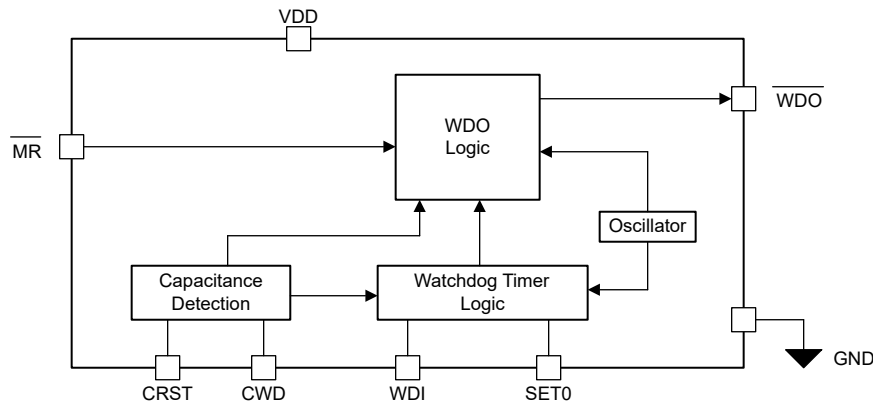 VDD
WDO
Logic
WDO
MR
Oscillator
Capacitance
Detection
Watchdog Timer
Logic
GND
CRST
CWD
WDI
SET0